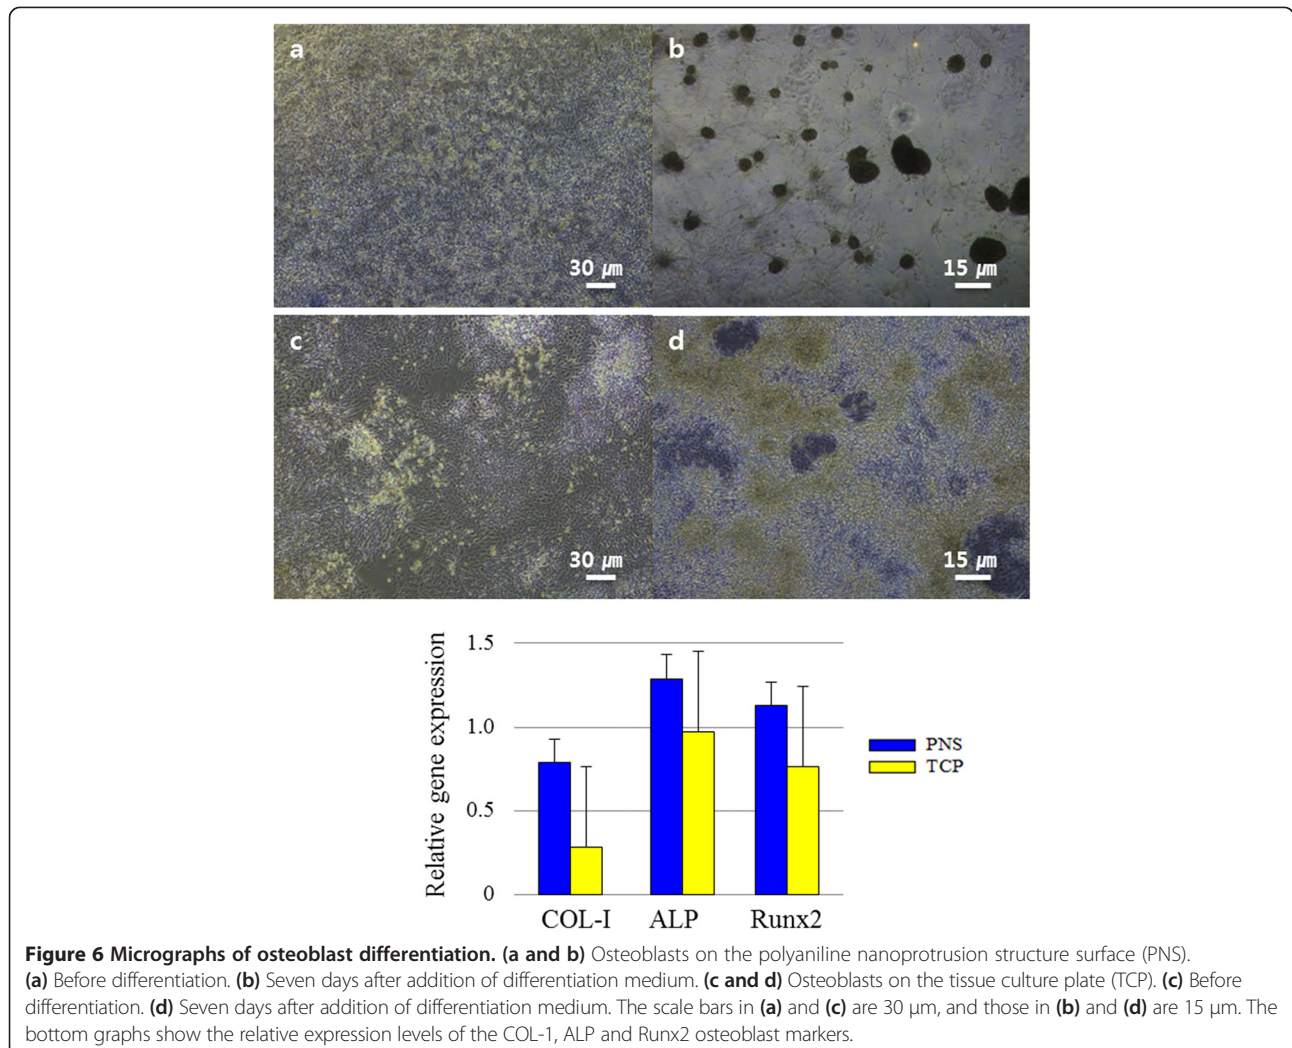 a
b
30 μm
15 μm
c
d
30 μm
15 μm
1.5
1.0
0.5
0
Relative gene expression
PNS
TCP
COL-I ALP Runx2
Figure 6 Micrographs of osteoblast differentiation. (a and b) Osteoblasts on the polyaniline nanoprotrusion structure surface (PNS).
(a) Before differentiation. (b) Seven days after addition of differentiation medium. (c and d) Osteoblasts on the tissue culture plate (TCP). (c) Before
differentiation. (d) Seven days after addition of differentiation medium. The scale bars in (a) and (c) are 30 μm, and those in (b) and (d) are 15 μm. The
bottom graphs show the relative expression levels of the COL-1, ALP and Runx2 osteoblast markers.